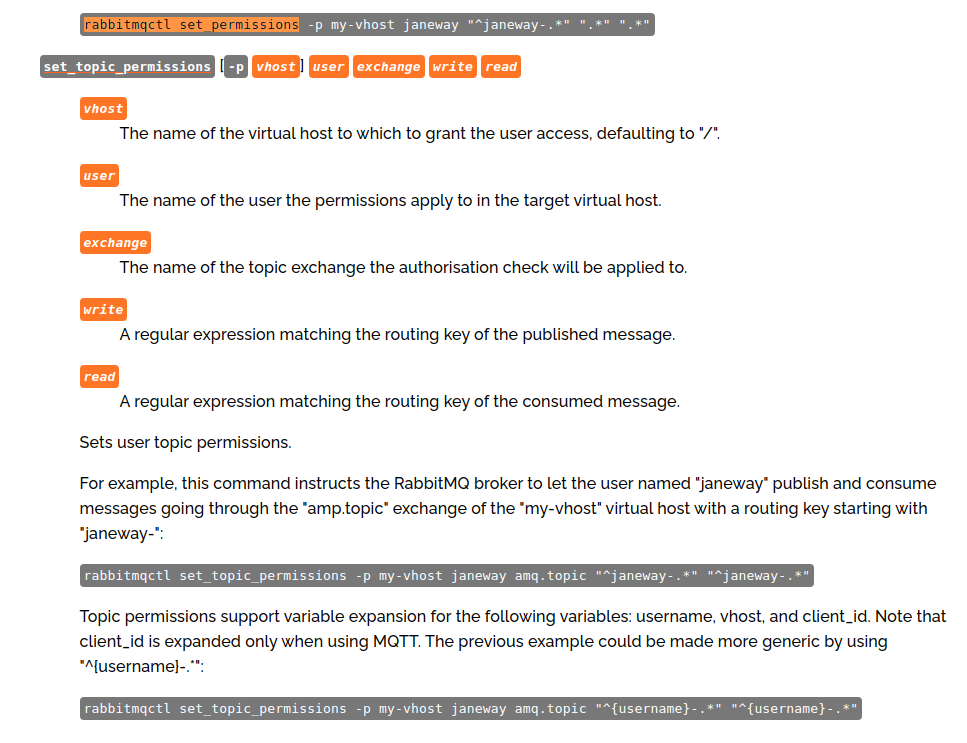 rabbitmqctl set_permissions -p my-vhost janeway "^janeway-.*" ".*" ".*"
set_topic_permissions [-p vhost] user exchange write read
vhost
The name of the virtual host to which to grant the user access, defaulting to "/".
user
The name of the user the permissions apply to in the target virtual host.
exchange
The name of the topic exchange the authorisation check will be applied to.
write
A regular expression matching the routing key of the published message.
read
A regular expression matching the routing key of the consumed message.
Sets user topic permissions.
For example, this command instructs the RabbitMQ broker to let the user named "janeway" publish and consume
messages going through the "amp.topic" exchange of the "my-vhost" virtual host with a routing key starting with
"janeway-":
rabbitmqctl set_topic_permissions -p my-vhost janeway amq.topic "^janeway-.*" "^janeway-.*"
Topic permissions support variable expansion for the following variables: username, vhost, and client_id. Note that
client_id is expanded only when using MQTT. The previous example could be made more generic by using
"^{username}-.*":
rabbitmqctl set_topic_permissions -p my-vhost janeway amq.topic "^{username}-.*" "^{username}-.*"